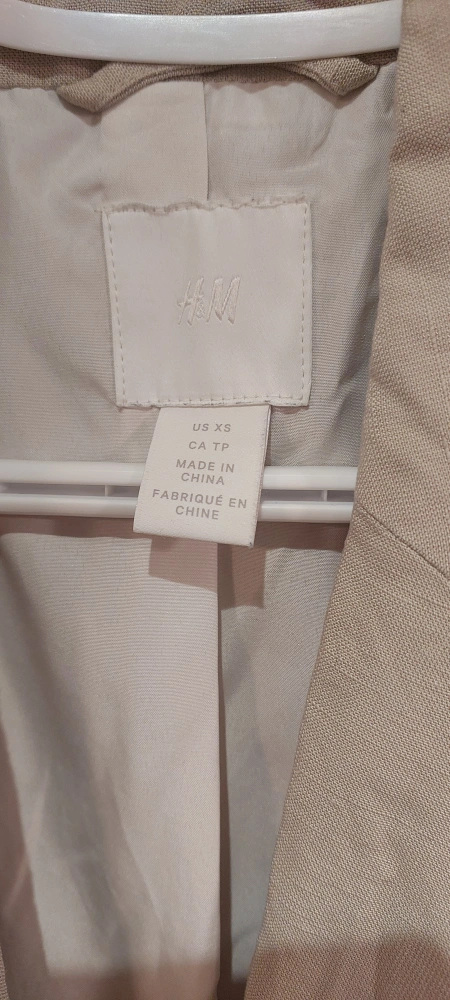 H&M
US XS
CA TP
MADE IN
CHINA
FABRIQUÉ EN
CHINE